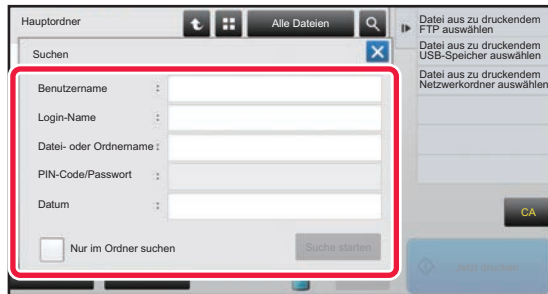 Hauptordner
Alle Dateien
Datei aus zu druckendem
FTP auswählen
Suchen
Datei aus zu druckendem
USB-Speicher auswählen
Datei aus zu druckendem
Netzwerkordner auswählen
Benutzername :
Login-Name :
Datei- oder Ordnername :
PIN-Code/Passwort :
Datum :
CA
Nur im Ordner suchen
Suche starten
Jetzt drucken